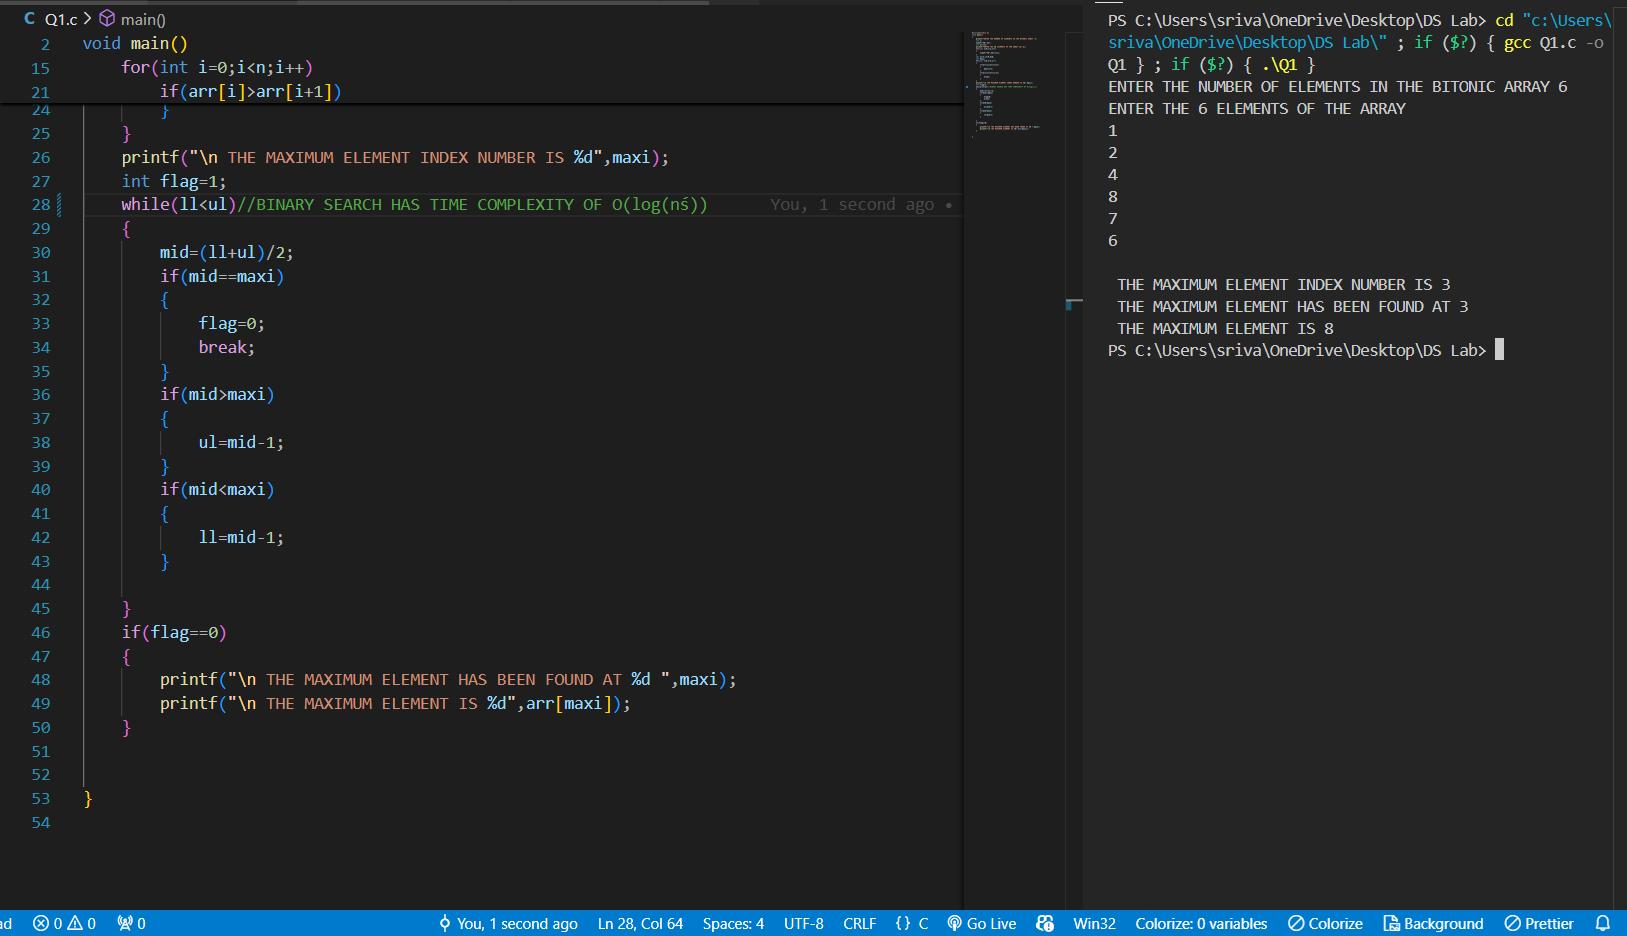 C Q1.c > main()
2 void main()
15 for(int i=0;i<n;i++)
21 if(arr[i]>arr[i+1])
24 }
25 }
26 printf("\n THE MAXIMUM ELEMENT INDEX NUMBER IS %d",maxi);
27 int flag=1;
28 while(ll<ul)//BINARY SEARCH HAS TIME COMPLEXITY OF O(log(nś)) You, 1 second ago •
29 {
30 mid=(ll+ul)/2;
31 if(mid==maxi)
32 {
33 flag=0;
34 break;
35 }
36 if(mid>maxi)
37 {
38 ul=mid-1;
39 }
40 if(mid<maxi)
41 {
42 ll=mid-1;
43 }
44
45 }
46 if(flag==0)
47 {
48 printf("\n THE MAXIMUM ELEMENT HAS BEEN FOUND AT %d ",maxi);
49 printf("\n THE MAXIMUM ELEMENT IS %d",arr[maxi]);
50 }
51
52
53 }
54
PS C:\Users\sriva\OneDrive\Desktop\DS Lab> cd "c:\Users\
sriva\OneDrive\Desktop\DS Lab\" ; if ($?) { gcc Q1.c -o
Q1 } ; if ($?) { .\Q1 }
ENTER THE NUMBER OF ELEMENTS IN THE BITONIC ARRAY 6
ENTER THE 6 ELEMENTS OF THE ARRAY
1
2
4
8
7
6
THE MAXIMUM ELEMENT INDEX NUMBER IS 3
THE MAXIMUM ELEMENT HAS BEEN FOUND AT 3
THE MAXIMUM ELEMENT IS 8
PS C:\Users\sriva\OneDrive\Desktop\DS Lab>
0 0 0 You, 1 second ago Ln 28, Col 64 Spaces: 4 UTF-8 CRLF {} C Go Live Win32 Colorize: 0 variables Colorize Background Prettier